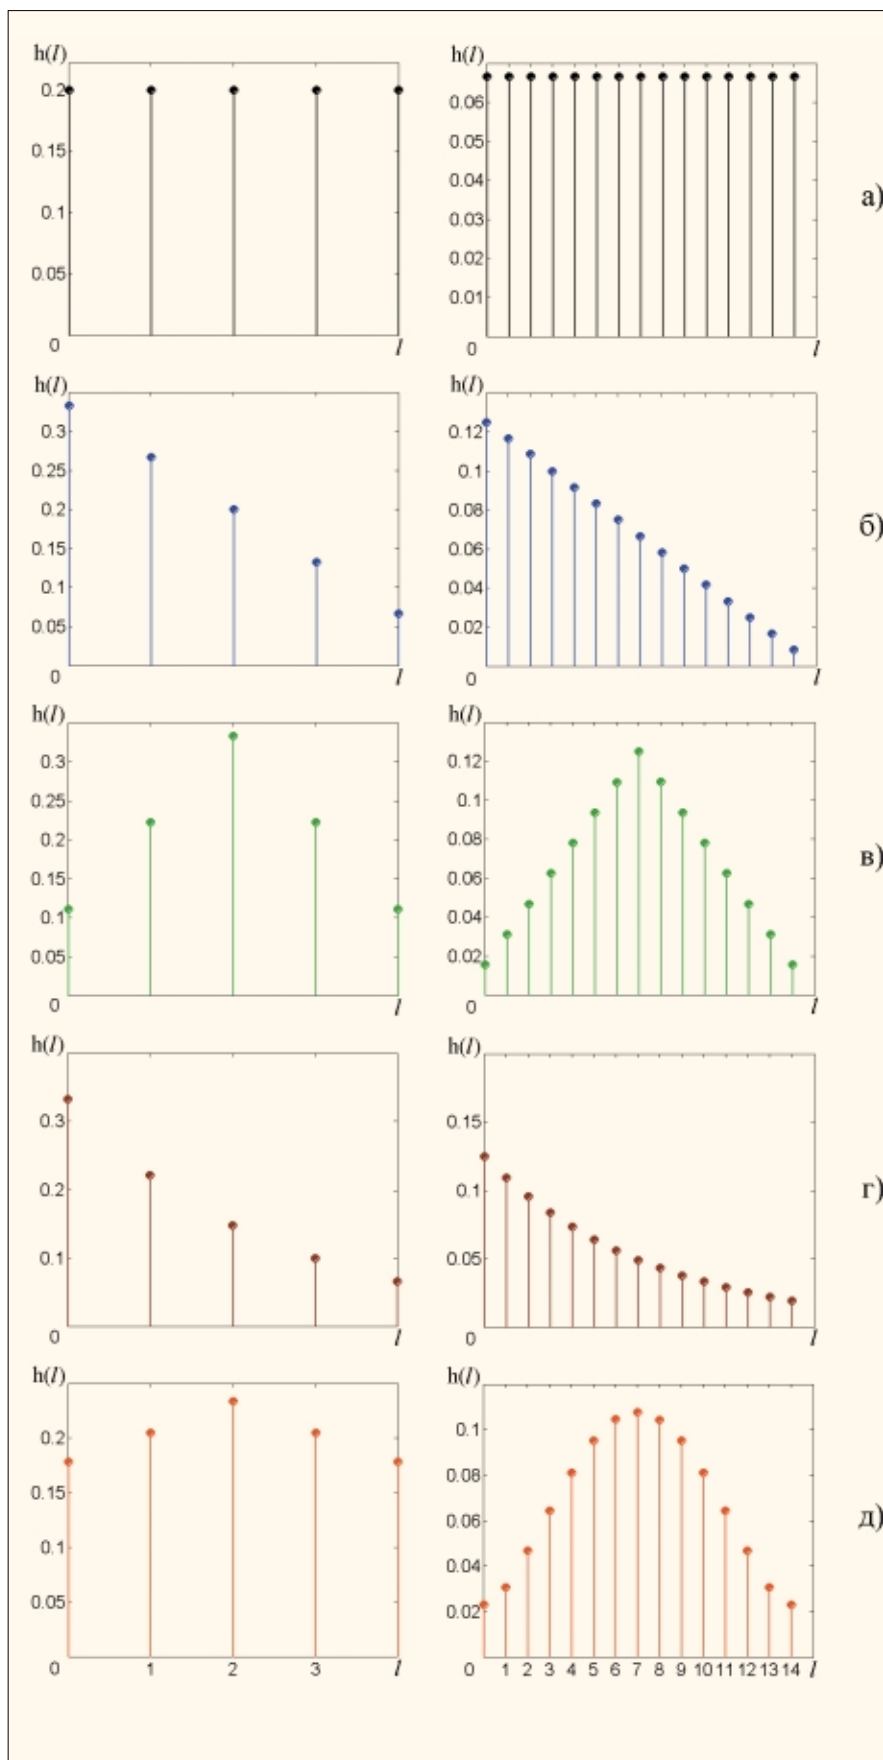 h(l) h(l)
0.2 0.06
0.15 0.05
0.1 0.04
0.05 0.03
0.02
0.01
0 l 0 l
а)
h(l) h(l)
0.3 0.12
0.25 0.1
0.2 0.08
0.15 0.06
0.1 0.04
0.05 0.02
0 l 0 l
б)
h(l) h(l)
0.3 0.12
0.25 0.1
0.2 0.08
0.15 0.06
0.1 0.04
0.05 0.02
0 l 0 l
в)
h(l) h(l)
0.3 0.15
0.2 0.1
0.1 0.05
0 l 0 l
г)
h(l) h(l)
0.2 0.1
0.15 0.08
0.1 0.06
0.05 0.04
0.02
0 1 2 3 l 0 1 2 3 4 5 6 7 8 9 10 11 12 13 14 l
д)